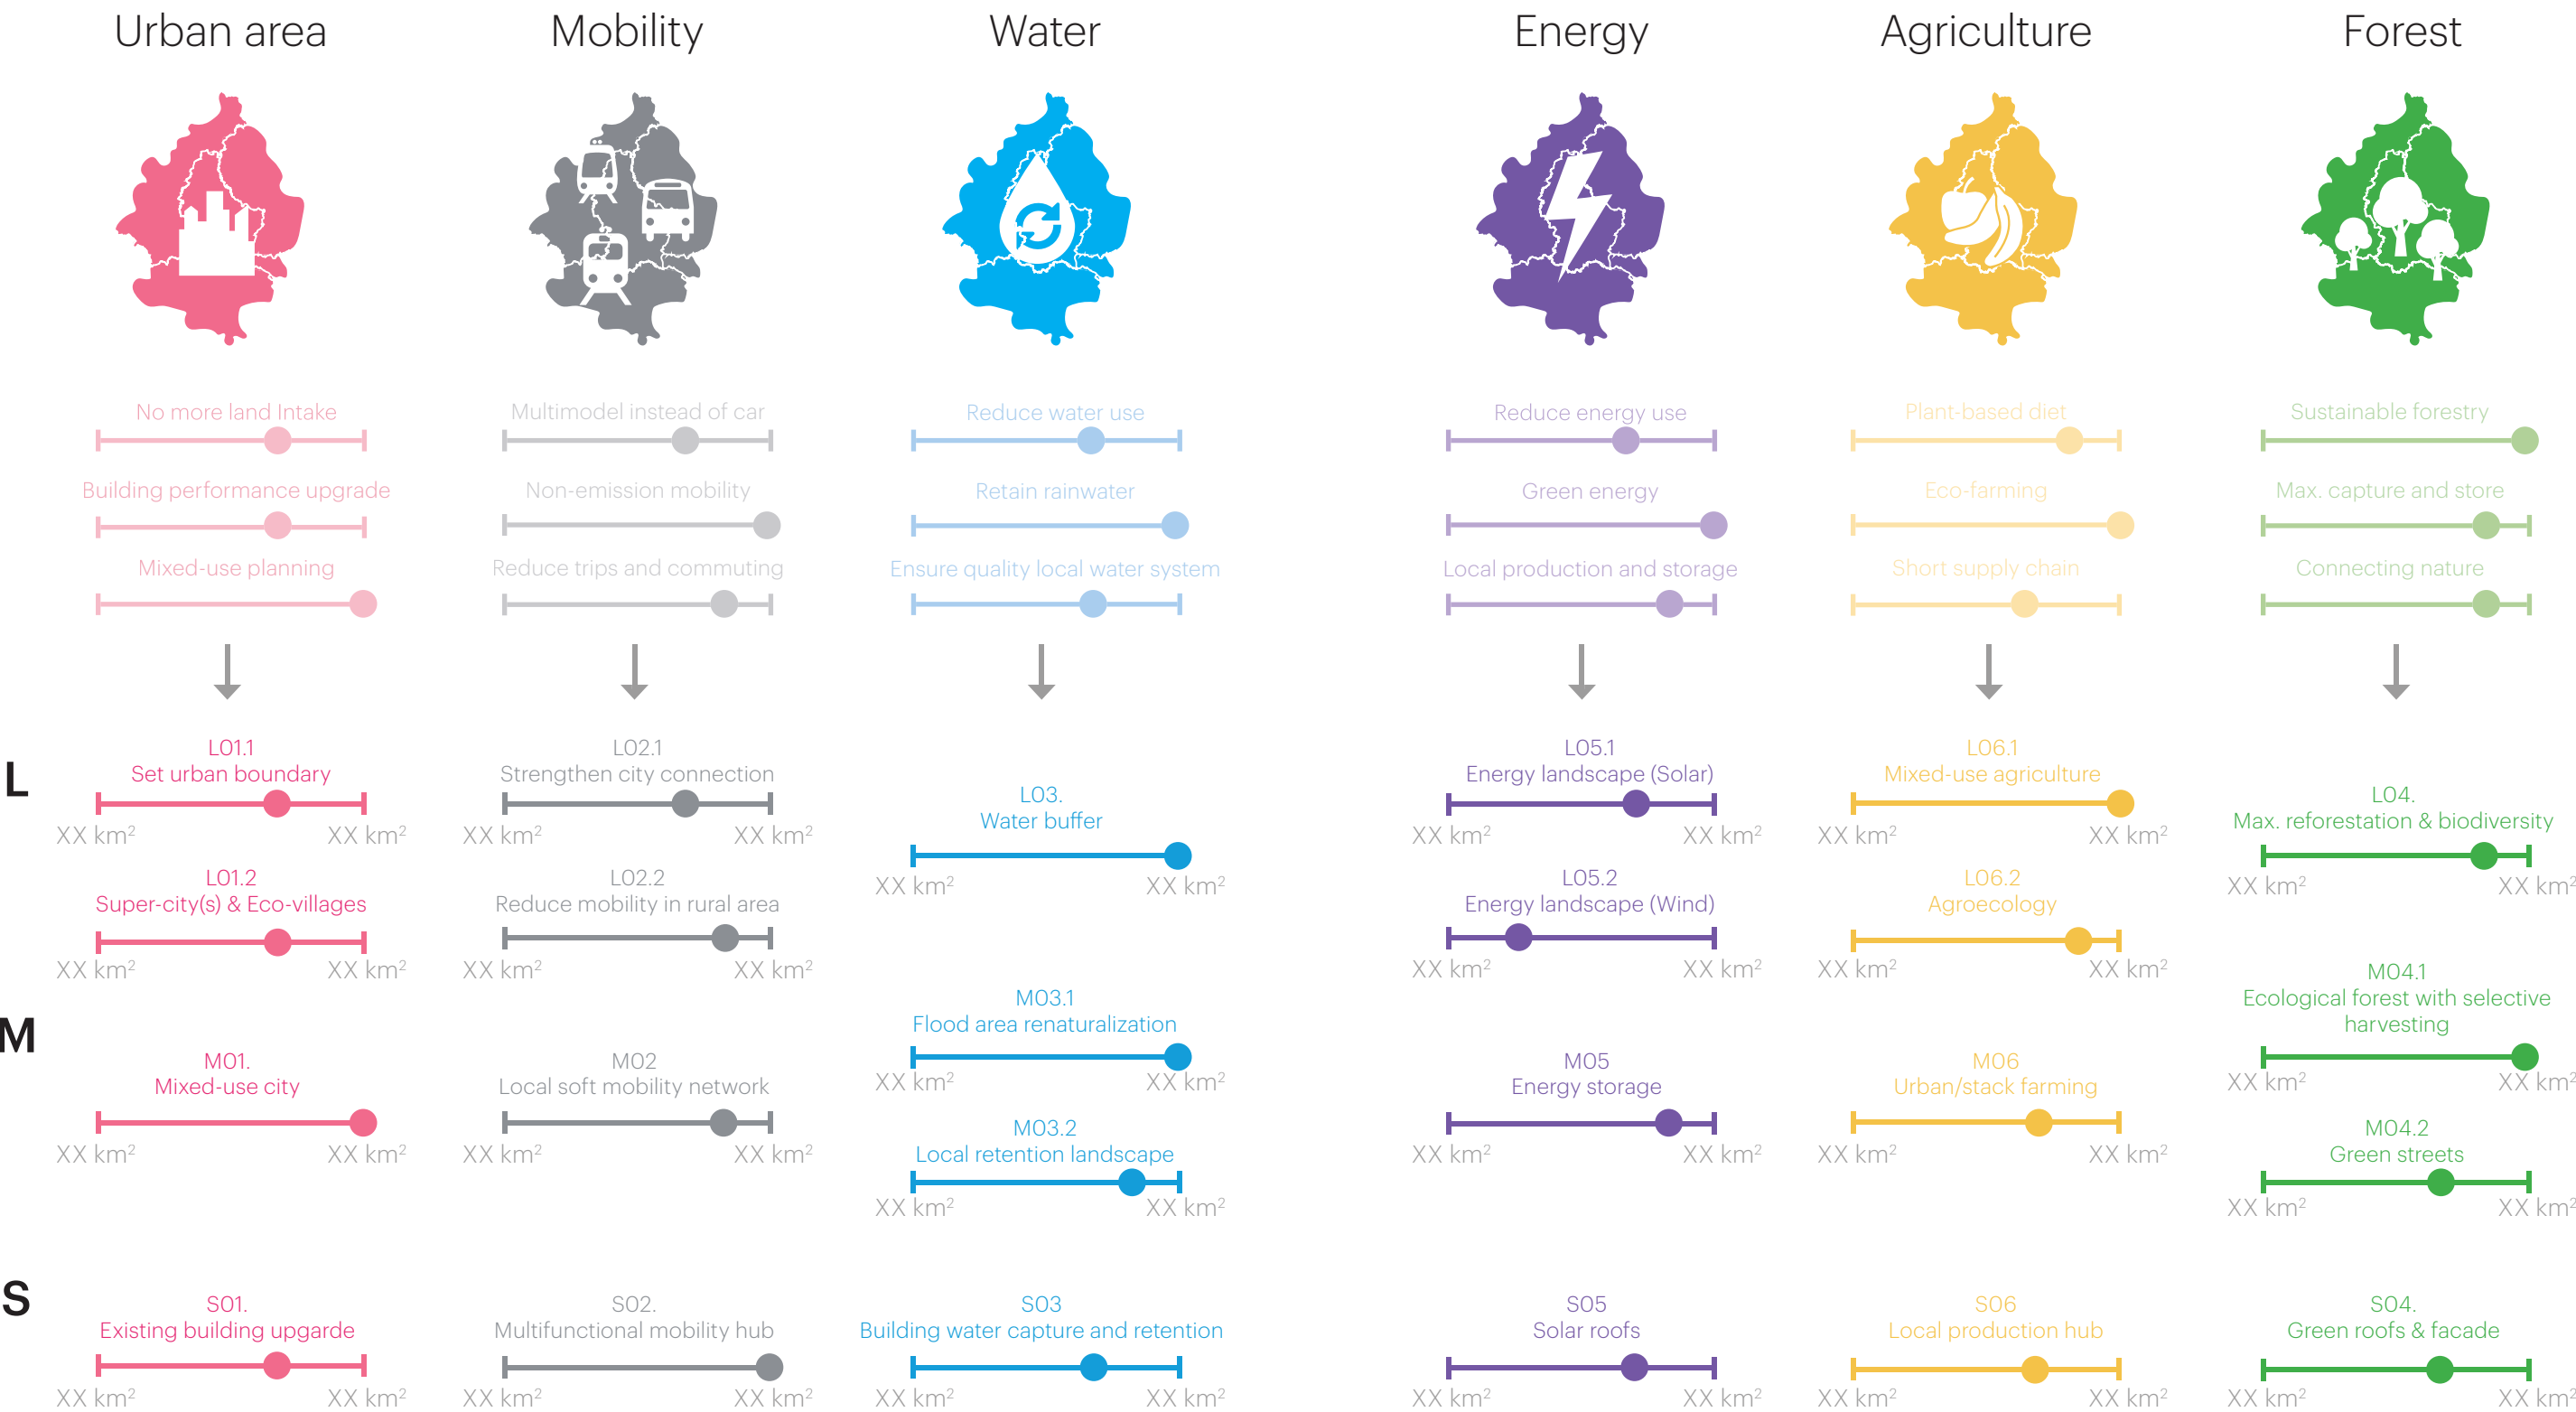 Urban area
Mobility
Water
Energy
Agriculture
Forest
No more land Intake
Multimodel instead of car
Reduce water use
Reduce energy use
Plant-based diet
Sustainable forestry
Building performance upgrade
Non-emission mobility
Retain rainwater
Green energy
Eco-farming
Max. capture and store
Mixed-use planning
Reduce trips and commuting
Ensure quality local water system
Local production and storage
Short supply chain
Connecting nature
L
L01.1
Set urban boundary
XX km²
XX km²
L02.1
Strengthen city connection
XX km²
XX km²
L03.
Water buffer
XX km²
XX km²
L05.1
Energy landscape (Solar)
XX km²
XX km²
L06.1
Mixed-use agriculture
XX km²
XX km²
L04.
Max. reforestation & biodiversity
XX km²
XX km²
L01.2
Super-city(s) & Eco-villages
XX km²
XX km²
L02.2
Reduce mobility in rural area
XX km²
XX km²
L05.2
Energy landscape (Wind)
XX km²
XX km²
L06.2
Agroecology
XX km²
XX km²
M
M01.
Mixed-use city
XX km²
XX km²
M02
Local soft mobility network
XX km²
XX km²
M03.1
Flood area renaturalization
XX km²
XX km²
M03.2
Local retention landscape
XX km²
XX km²
M05
Energy storage
XX km²
XX km²
M06
Urban/stack farming
XX km²
XX km²
M04.1
Ecological forest with selective
harvesting
XX km²
XX km²
M04.2
Green streets
XX km²
XX km²
S
S01.
Existing building upgarde
XX km²
XX km²
S02.
Multifunctional mobility hub
XX km²
XX km²
S03
Building water capture and retention
XX km²
XX km²
S05
Solar roofs
XX km²
XX km²
S06
Local production hub
XX km²
XX km²
S04.
Green roofs & facade
XX km²
XX km²